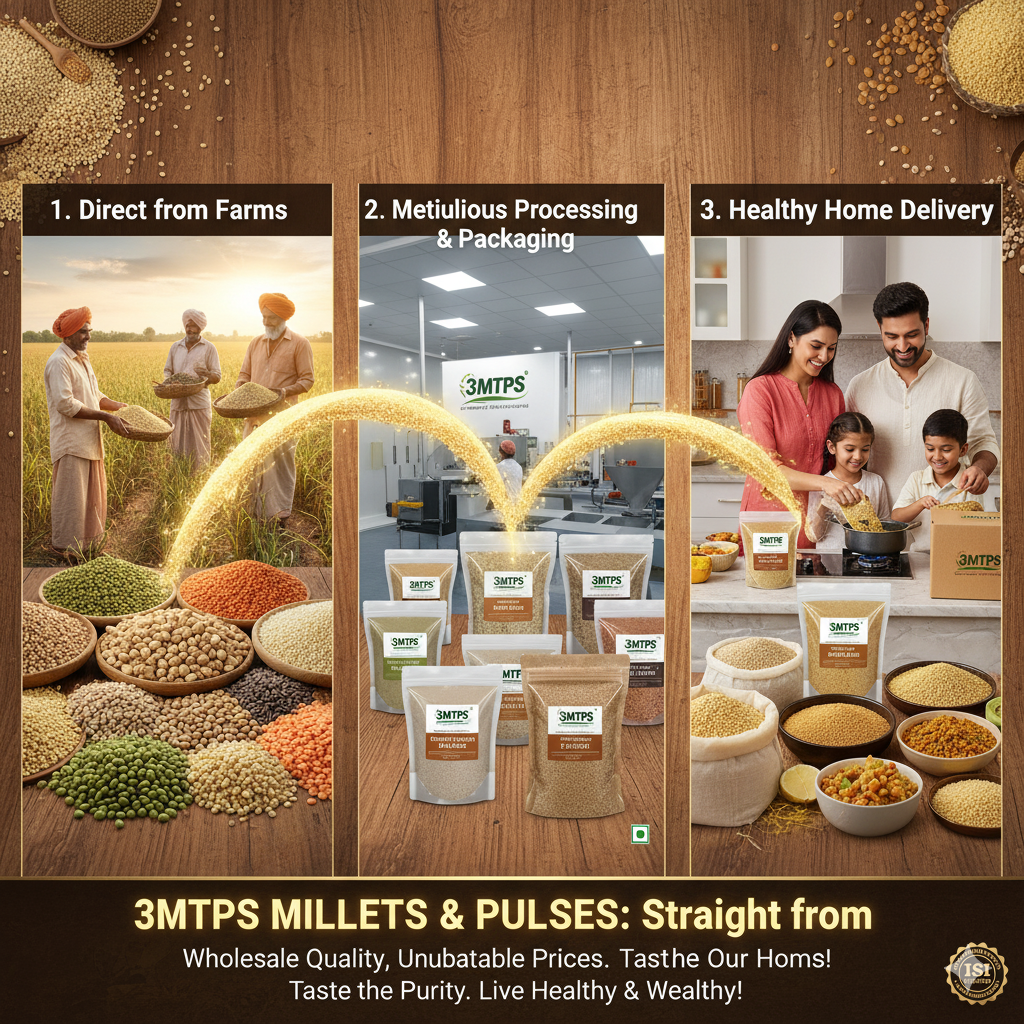 1. Direct from Farms
2. Metiulious Processing
& Packaging
3. Healthy Home Delivery
3MTPS
3MTPS
3MTPS
3MTPS
3MTPS
3MTPS
3MTPS
3MTPS
3MTPS
3MTPS
3MTPS MILLETS & PULSES: Straight from
Wholesale Quality, Unubatable Prices. Tasthe Our Homs!
Taste the Purity. Live Healthy & Wealthy!
ISI